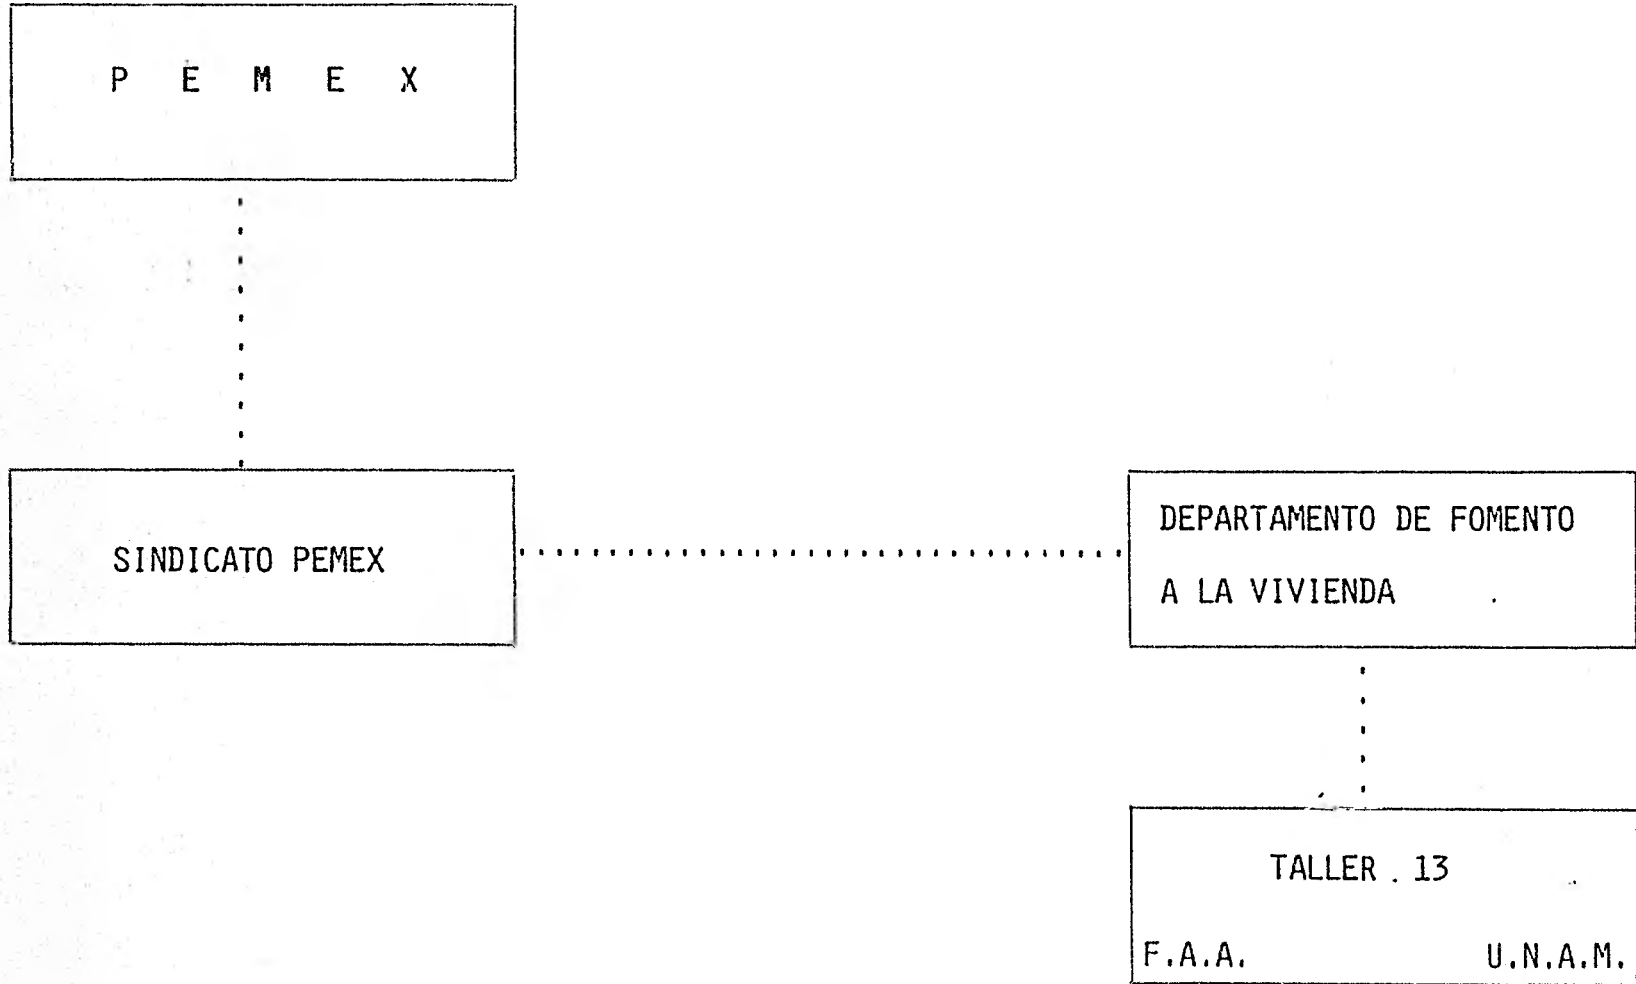 P E M E X
SINDICATO PEMEX
DEPARTAMENTO DE FOMENTO
A LA VIVIENDA
TALLER . 13
F.A.A. U.N.A.M.